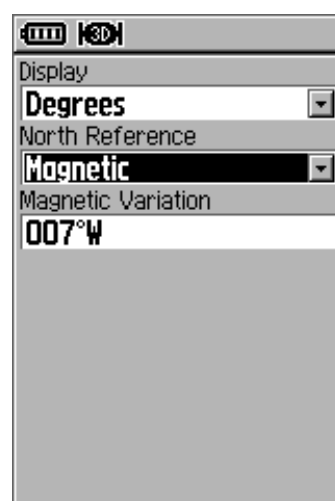 3D
Display
Degrees
North Reference
Magnetic
Magnetic Variation
007°W